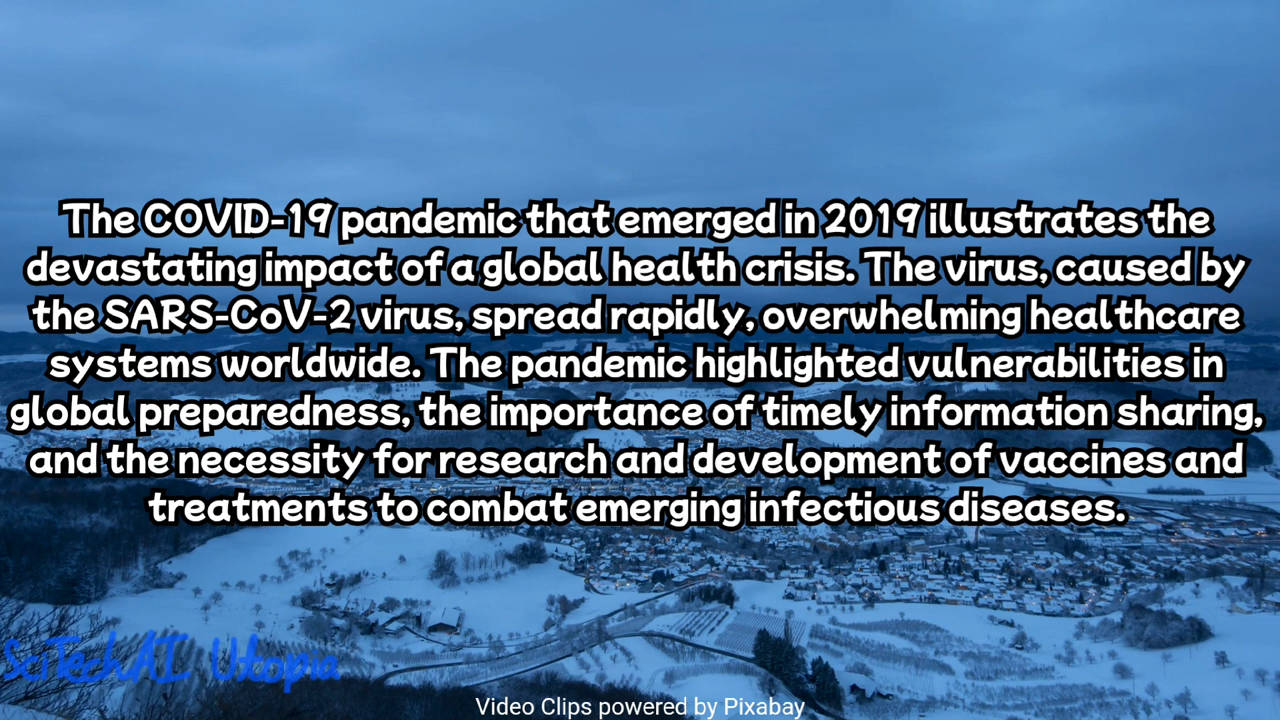 The COVID-19 pandemic that emerged in 2019 illustrates the
devastating impact of a global health crisis. The virus, caused by
the SARS-CoV-2 virus, spread rapidly, overwhelming healthcare
systems worldwide. The pandemic highlighted vulnerabilities in
global preparedness, the importance of timely information sharing,
and the necessity for research and development of vaccines and
treatments to combat emerging infectious diseases.
SciTechAI Utopia
Video Clips powered by Pixabay